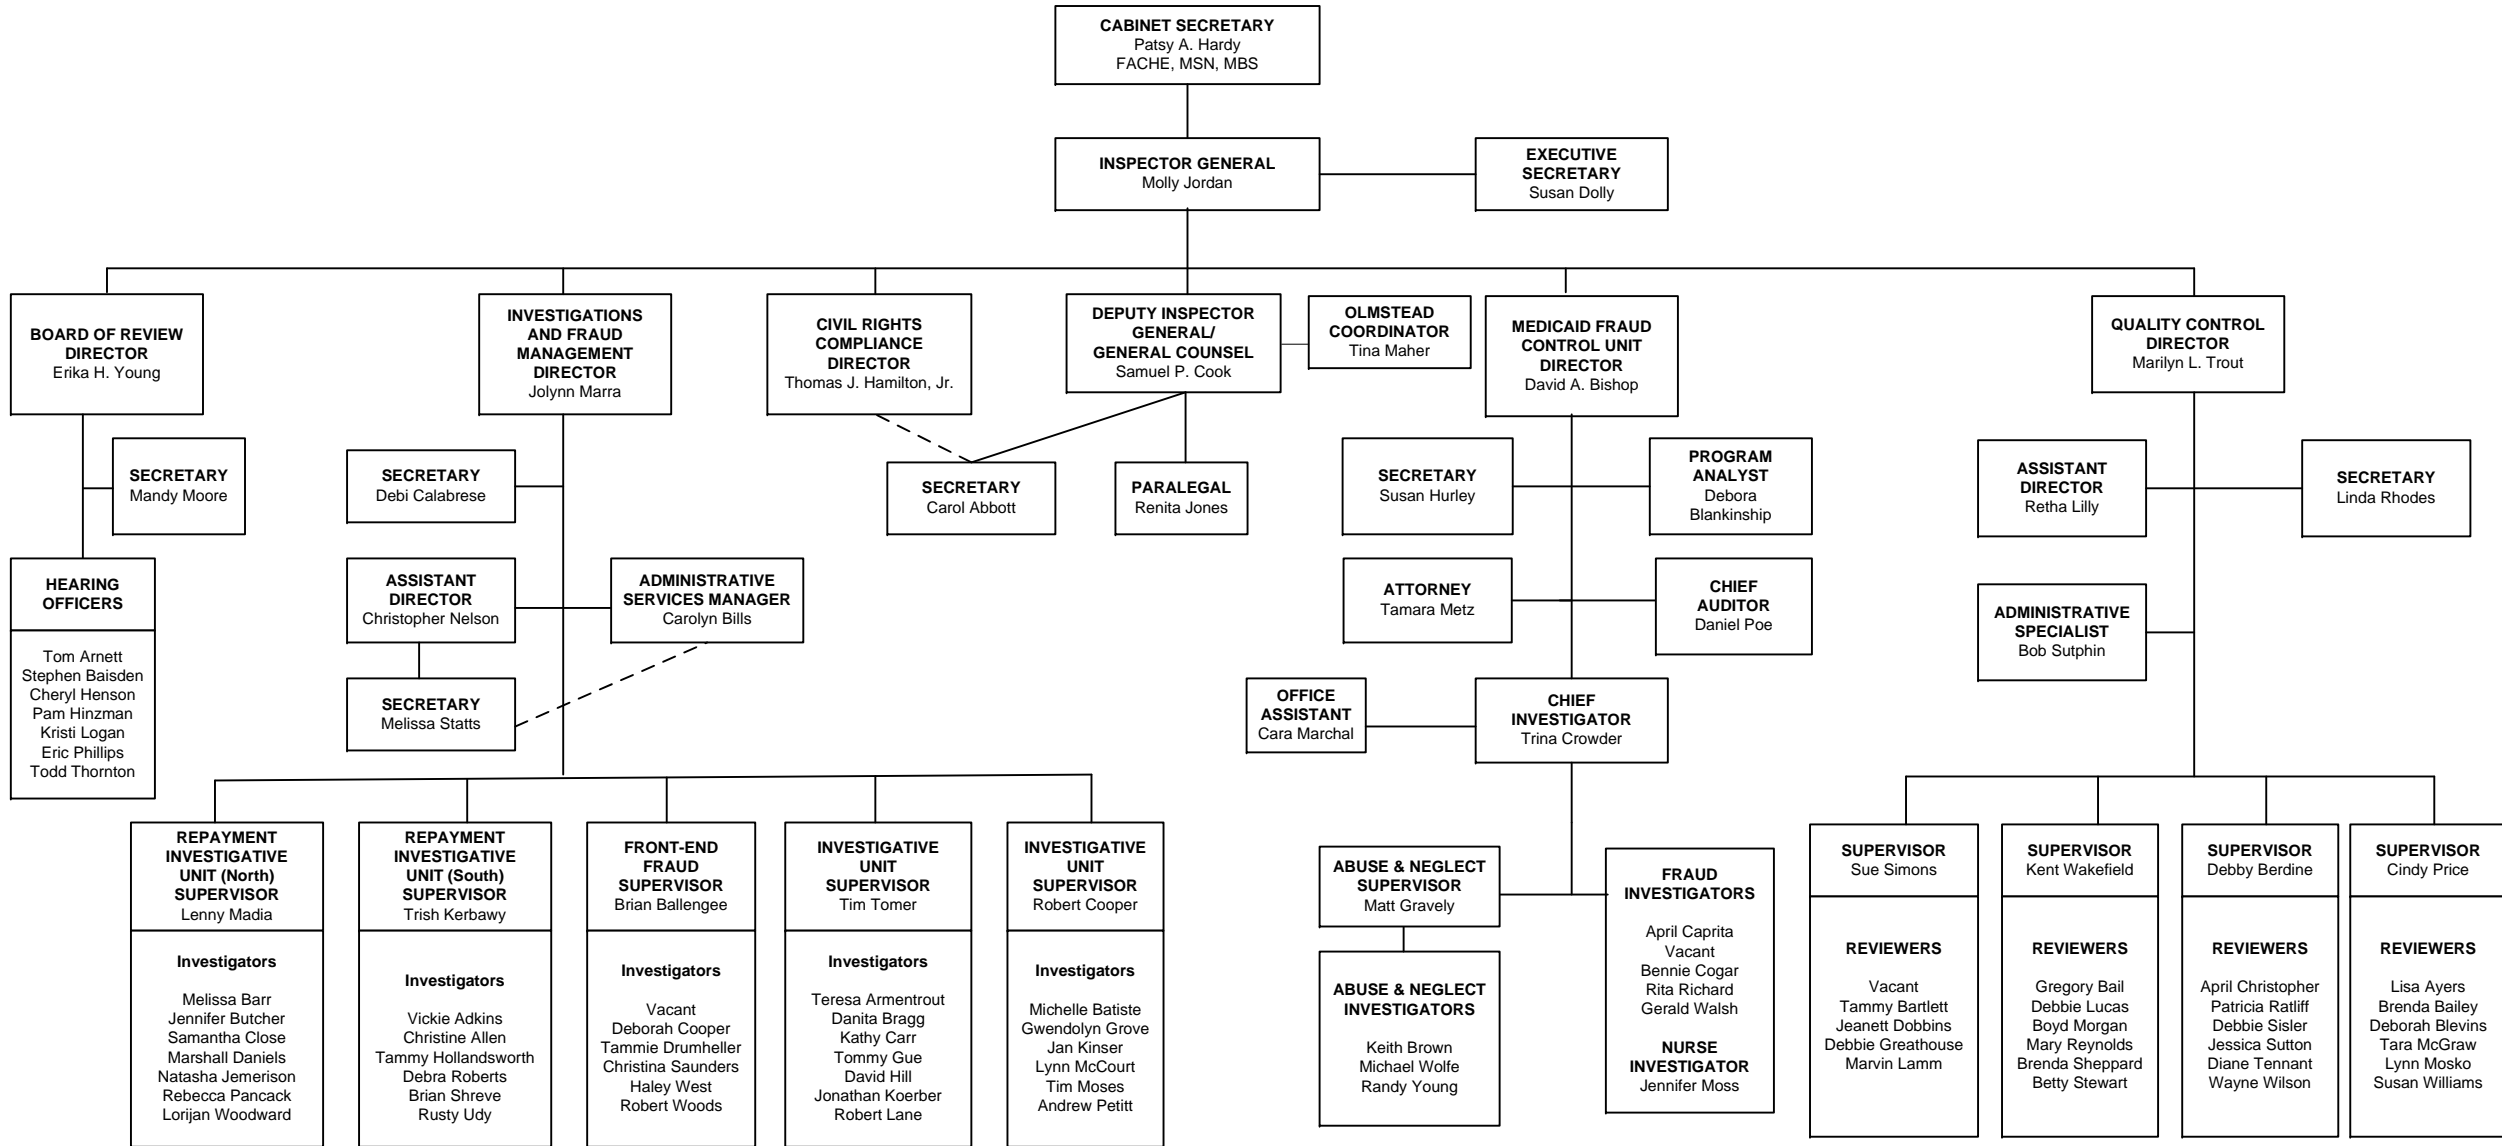 CABINET SECRETARY
Patsy A. Hardy
FACHE, MSN, MBS
INSPECTOR GENERAL
Molly Jordan
EXECUTIVE
SECRETARY
Susan Dolly
BOARD OF REVIEW
DIRECTOR
Erika H. Young
INVESTIGATIONS
AND FRAUD
MANAGEMENT
DIRECTOR
Jolynn Marra
CIVIL RIGHTS
COMPLIANCE
DIRECTOR
Thomas J. Hamilton, Jr.
DEPUTY INSPECTOR
GENERAL/
GENERAL COUNSEL
Samuel P. Cook
OLMSTEAD
COORDINATOR
Tina Maher
MEDICAID FRAUD
CONTROL UNIT
DIRECTOR
David A. Bishop
QUALITY CONTROL
DIRECTOR
Marilyn L. Trout
SECRETARY
Mandy Moore
SECRETARY
Debi Calabrese
SECRETARY
Carol Abbott
PARALEGAL
Renita Jones
SECRETARY
Susan Hurley
PROGRAM
ANALYST
Debora
Blankinship
ASSISTANT
DIRECTOR
Retha Lilly
SECRETARY
Linda Rhodes
HEARING
OFFICERS
Tom Arnett
Stephen Baisden
Cheryl Henson
Pam Hinzman
Kristi Logan
Eric Phillips
Todd Thornton
ASSISTANT
DIRECTOR
Christopher Nelson
ADMINISTRATIVE
SERVICES MANAGER
Carolyn Bills
SECRETARY
Melissa Statts
ATTORNEY
Tamara Metz
CHIEF
AUDITOR
Daniel Poe
ADMINISTRATIVE
SPECIALIST
Bob Sutphin
OFFICE
ASSISTANT
Cara Marchal
CHIEF
INVESTIGATOR
Trina Crowder
REPAYMENT
INVESTIGATIVE
UNIT (North)
SUPERVISOR
Lenny Madia
Investigators
Melissa Barr
Jennifer Butcher
Samantha Close
Marshall Daniels
Natasha Jemerison
Rebecca Pancack
Lorijan Woodward
REPAYMENT
INVESTIGATIVE
UNIT (South)
SUPERVISOR
Trish Kerbawy
Investigators
Vickie Adkins
Christine Allen
Tammy Hollandsworth
Debra Roberts
Brian Shreve
Rusty Udy
FRONT-END
FRAUD
SUPERVISOR
Brian Ballengee
Investigators
Vacant
Deborah Cooper
Tammie Drumheller
Christina Saunders
Haley West
Robert Woods
INVESTIGATIVE
UNIT
SUPERVISOR
Tim Tomer
Investigators
Teresa Armentrout
Danita Bragg
Kathy Carr
Tommy Gue
David Hill
Jonathan Koerber
Robert Lane
INVESTIGATIVE
UNIT
SUPERVISOR
Robert Cooper
Investigators
Michelle Batiste
Gwendolyn Grove
Jan Kinser
Lynn McCourt
Tim Moses
Andrew Petitt
ABUSE & NEGLECT
SUPERVISOR
Matt Gravely
ABUSE & NEGLECT
INVESTIGATORS
Keith Brown
Michael Wolfe
Randy Young
FRAUD
INVESTIGATORS
April Caprita
Vacant
Bennie Cogar
Rita Richard
Gerald Walsh
NURSE
INVESTIGATOR
Jennifer Moss
SUPERVISOR
Sue Simons
REVIEWERS
Vacant
Tammy Bartlett
Jeanett Dobbins
Debbie Greathouse
Marvin Lamm
SUPERVISOR
Kent Wakefield
REVIEWERS
Gregory Bail
Debbie Lucas
Boyd Morgan
Mary Reynolds
Brenda Sheppard
Betty Stewart
SUPERVISOR
Debby Berdine
REVIEWERS
April Christopher
Patricia Ratliff
Debbie Sisler
Jessica Sutton
Diane Tennant
Wayne Wilson
SUPERVISOR
Cindy Price
REVIEWERS
Lisa Ayers
Brenda Bailey
Deborah Blevins
Tara McGraw
Lynn Mosko
Susan Williams